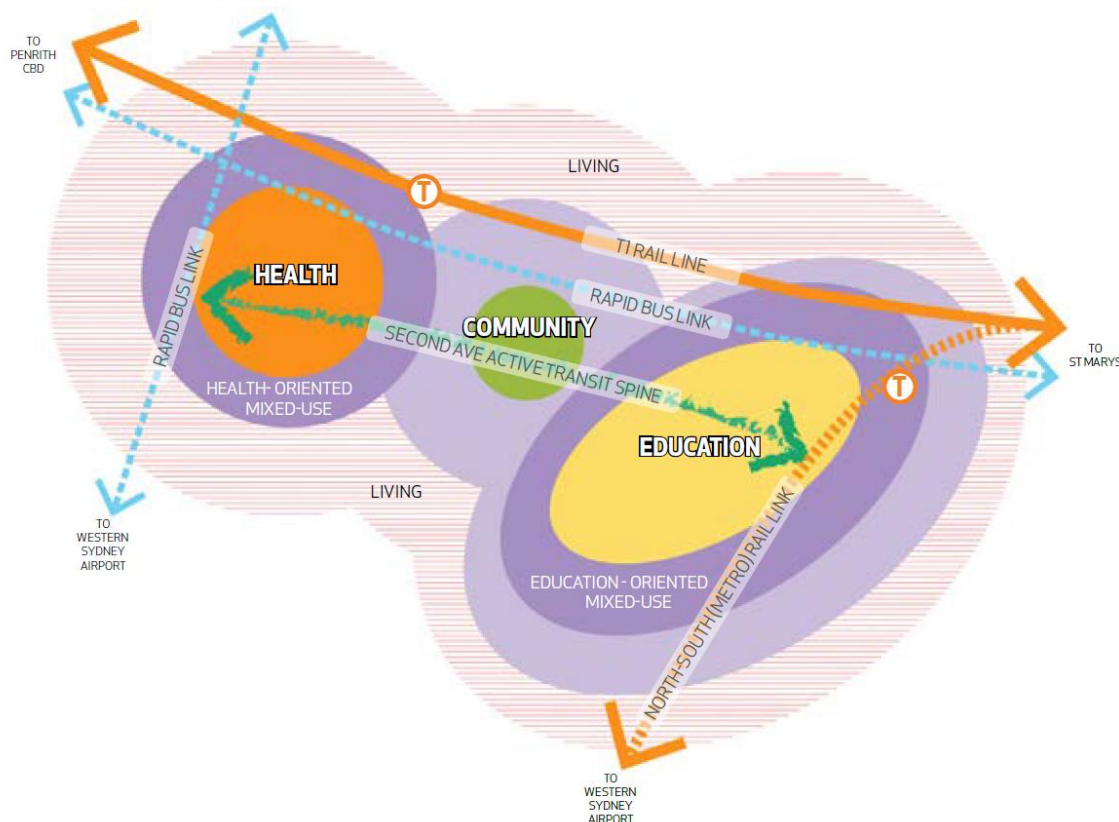 TO
PENRITH
CBD
LIVING
T
T1 RAIL LINE
HEALTH
RAPID BUS LINK
RAPID BUS LINK
COMMUNITY
SECOND AVE ACTIVE TRANSIT SPINE
TO
ST MARYS
T
HEALTH- ORIENTED
MIXED-USE
EDUCATION
LIVING
NORTH-SOUTH (METRO) RAIL LINK
TO
WESTERN
SYDNEY
AIRPORT
EDUCATION - ORIENTED
MIXED-USE
TO
WESTERN
SYDNEY
AIRPORT